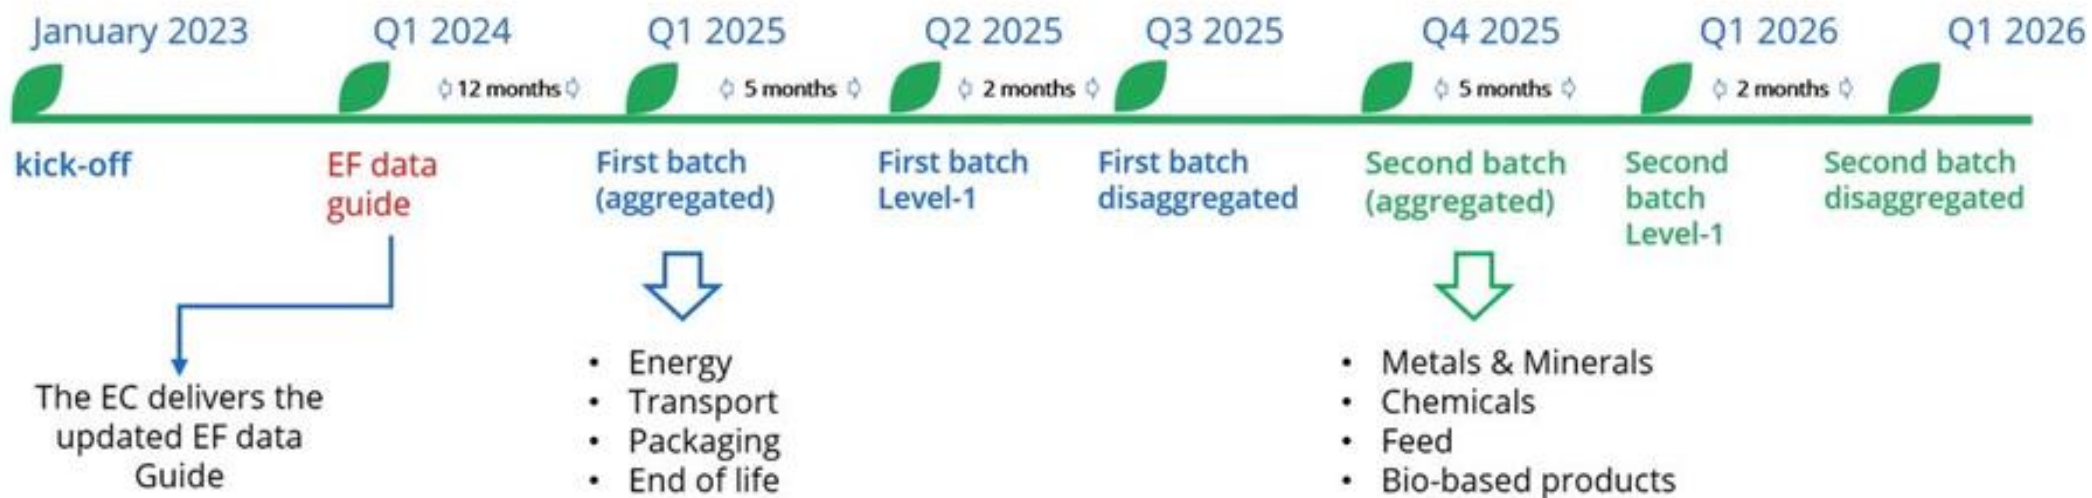 January 2023
Q1 2024
Q1 2025
Q2 2025
Q3 2025
Q4 2025
Q1 2026
Q1 2026
12 months
5 months
2 months
5 months
2 months
kick-off
EF data
guide
First batch
(aggregated)
First batch
Level-1
First batch
disaggregated
Second batch
(aggregated)
Second
batch
Level-1
Second batch
disaggregated
The EC delivers the
updated EF data
Guide
• Energy
• Transport
• Packaging
• End of life
• Metals & Minerals
• Chemicals
• Feed
• Bio-based products